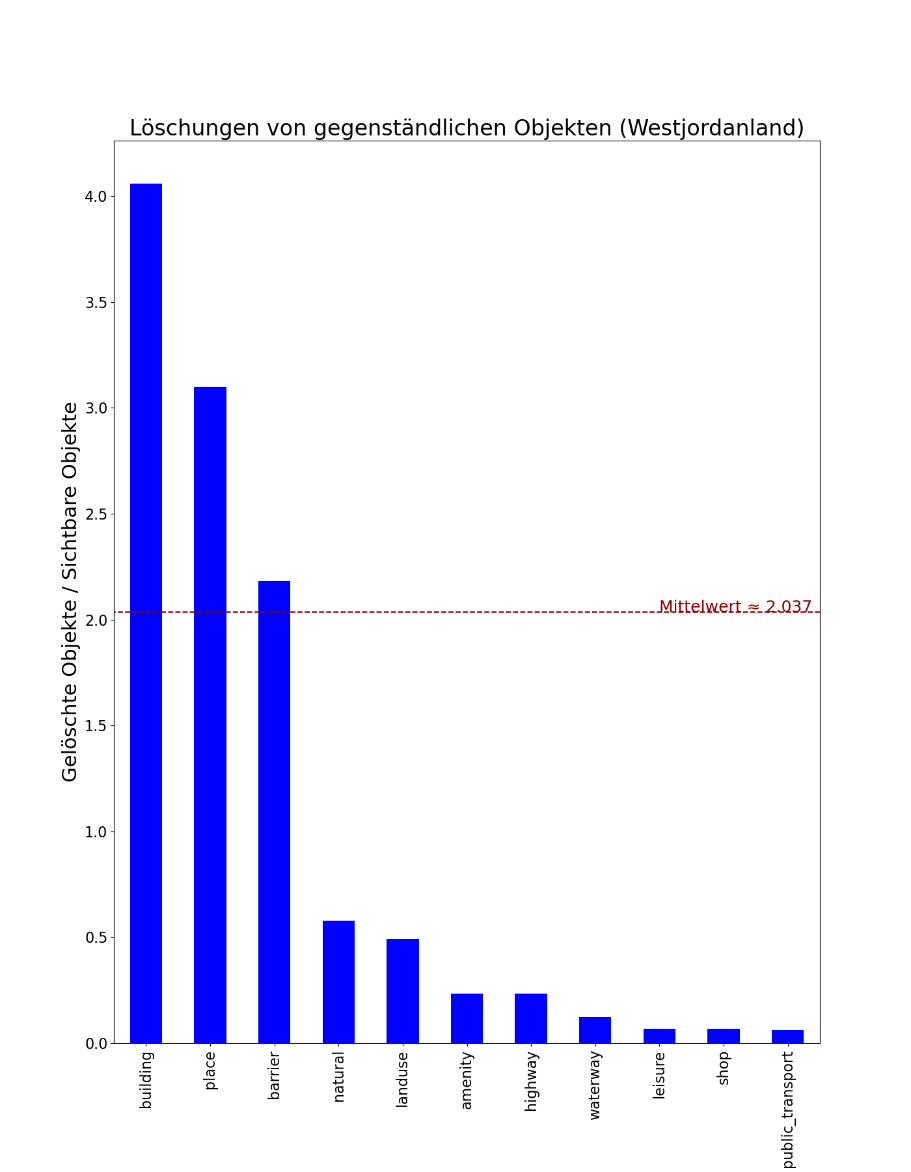 Löschungen von gegenständlichen Objekten (Westjordanland)
Gelöschte Objekte / Sichtbare Objekte
4.0
3.5
3.0
2.5
2.0
1.5
1.0
0.5
0.0
Mittelwert ≈ 2.037
building
place
barrier
natural
landuse
amenity
highway
waterway
leisure
shop
public_transport